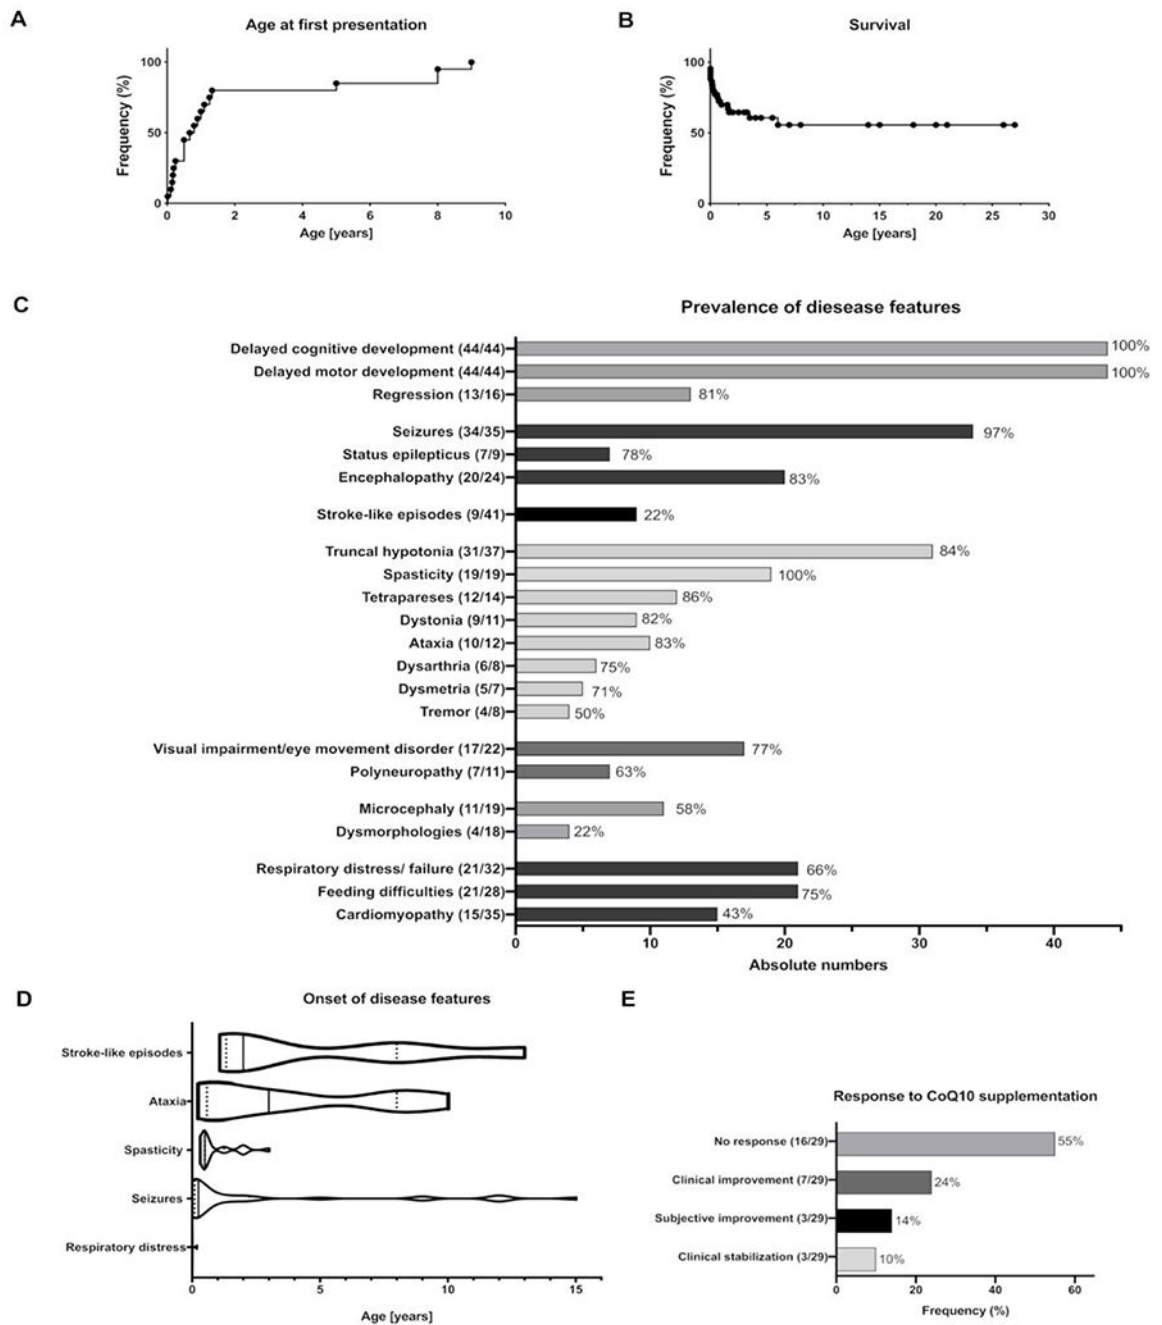 A
Age at first presentation
Frequency (%)
100
50
0
0 2 4 6 8 10
Age [years]
B
Survival
Frequency (%)
100
50
0
0 5 10 15 20 25 30
Age [years]
C
Prevalence of diesease features
Delayed cognitive development (44/44) 100%
Delayed motor development (44/44) 100%
Regression (13/16) 81%
Seizures (34/35) 97%
Status epilepticus (7/9) 78%
Encephalopathy (20/24) 83%
Stroke-like episodes (9/41) 22%
Truncal hypotonia (31/37) 84%
Spasticity (19/19) 100%
Tetrapareses (12/14) 86%
Dystonia (9/11) 82%
Ataxia (10/12) 83%
Dysarthria (6/8) 75%
Dysmetria (5/7) 71%
Tremor (4/8) 50%
Visual impairment/eye movement disorder (17/22) 77%
Polyneuropathy (7/11) 63%
Microcephaly (11/19) 58%
Dysmorphologies (4/18) 22%
Respiratory distress/ failure (21/32) 66%
Feeding difficulties (21/28) 75%
Cardiomyopathy (15/35) 43%
0 10 20 30 40
Absolute numbers
D
Onset of disease features
Stroke-like episodes
Ataxia
Spasticity
Seizures
Respiratory distress
0 5 10 15
Age [years]
E
Response to CoQ10 supplementation
No response (16/29) 55%
Clinical improvement (7/29) 24%
Subjective improvement (3/29) 14%
Clinical stabilization (3/29) 10%
0 20 40 60
Frequency (%)